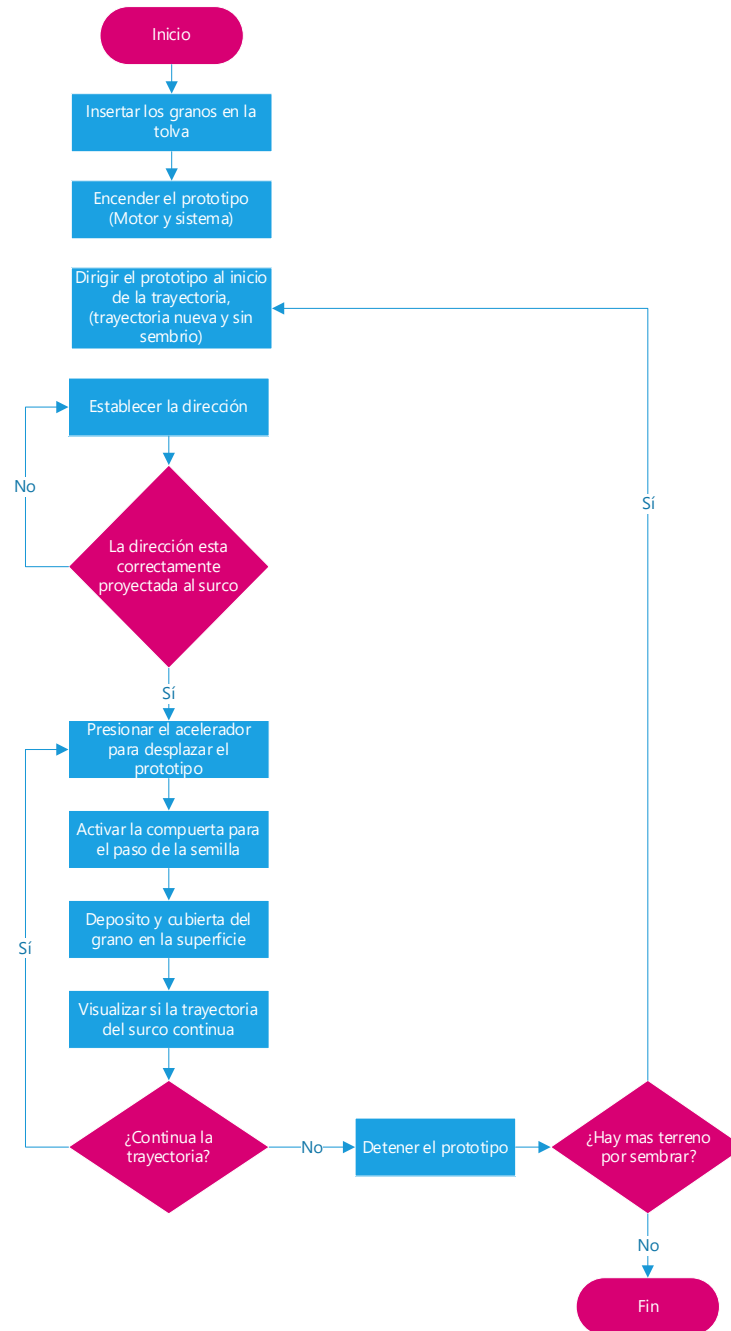 Inicio
Insertar los granos en la
tolva
Encender el prototipo
(Motor y sistema)
Dirigir el prototipo al inicio
de la trayectoria,
(trayectoria nueva y sin
sembrio)
Establecer la dirección
No
Sí
La dirección esta
correctamente
proyectada al surco
Sí
Presionar el acelerador
para desplazar el
prototipo
Activar la compuerta para
el paso de la semilla
Deposito y cubierta del
grano en la superficie
Sí
Visualizar si la trayectoria
del surco continua
¿Continua la
trayectoria?
No
Detener el prototipo
¿Hay mas terreno
por sembrar?
No
Fin